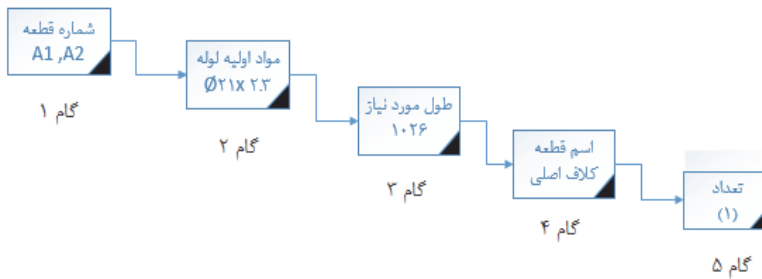 شماره قطعه
A1 ,A2
گام ۱
مواد اولیه لوله
Ø۲۱x ۲.۳
گام ۲
طول مورد نیاز
۱۰۲۶
گام ۳
اسم قطعه
کلاف اصلی
گام ۴
تعداد
(۱)
گام ۵